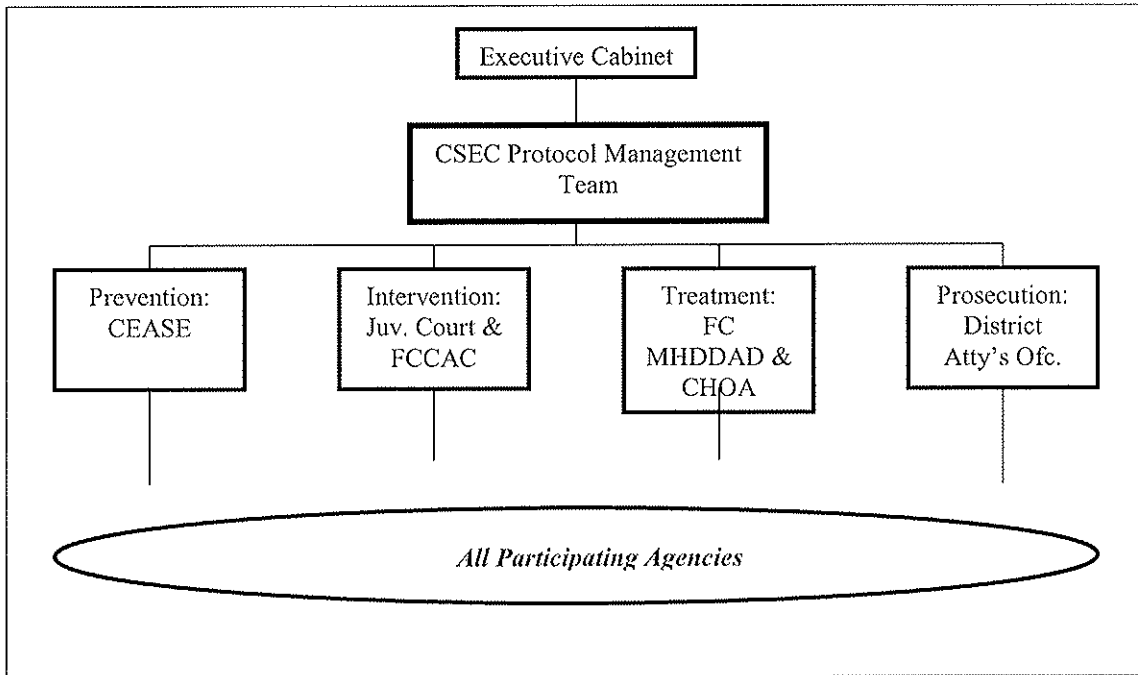 Executive Cabinet
CSEC Protocol Management
Team
Prevention:
CEASE
Intervention:
Juv. Court &
FCCAC
Treatment:
FC
MHDDAD &
CHOA
Prosecution:
District
Atty's Ofc.
All Participating Agencies